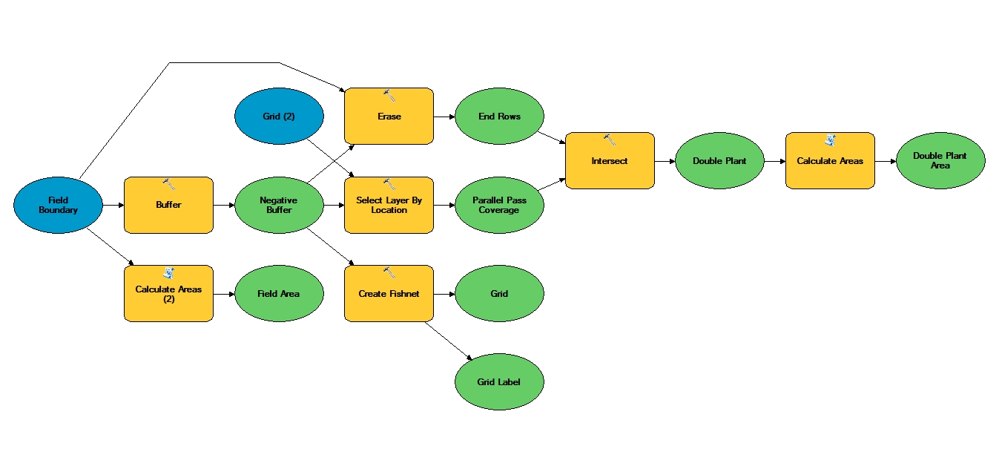 Grid (2)
Erase
End Rows
Intersect
Double Plant
Calculate Areas
Double Plant
Area
Field
Boundary
Buffer
Negative
Buffer
Select Layer By
Location
Parallel Pass
Coverage
Calculate Areas
(2)
Field Area
Create Fishnet
Grid
Grid Label